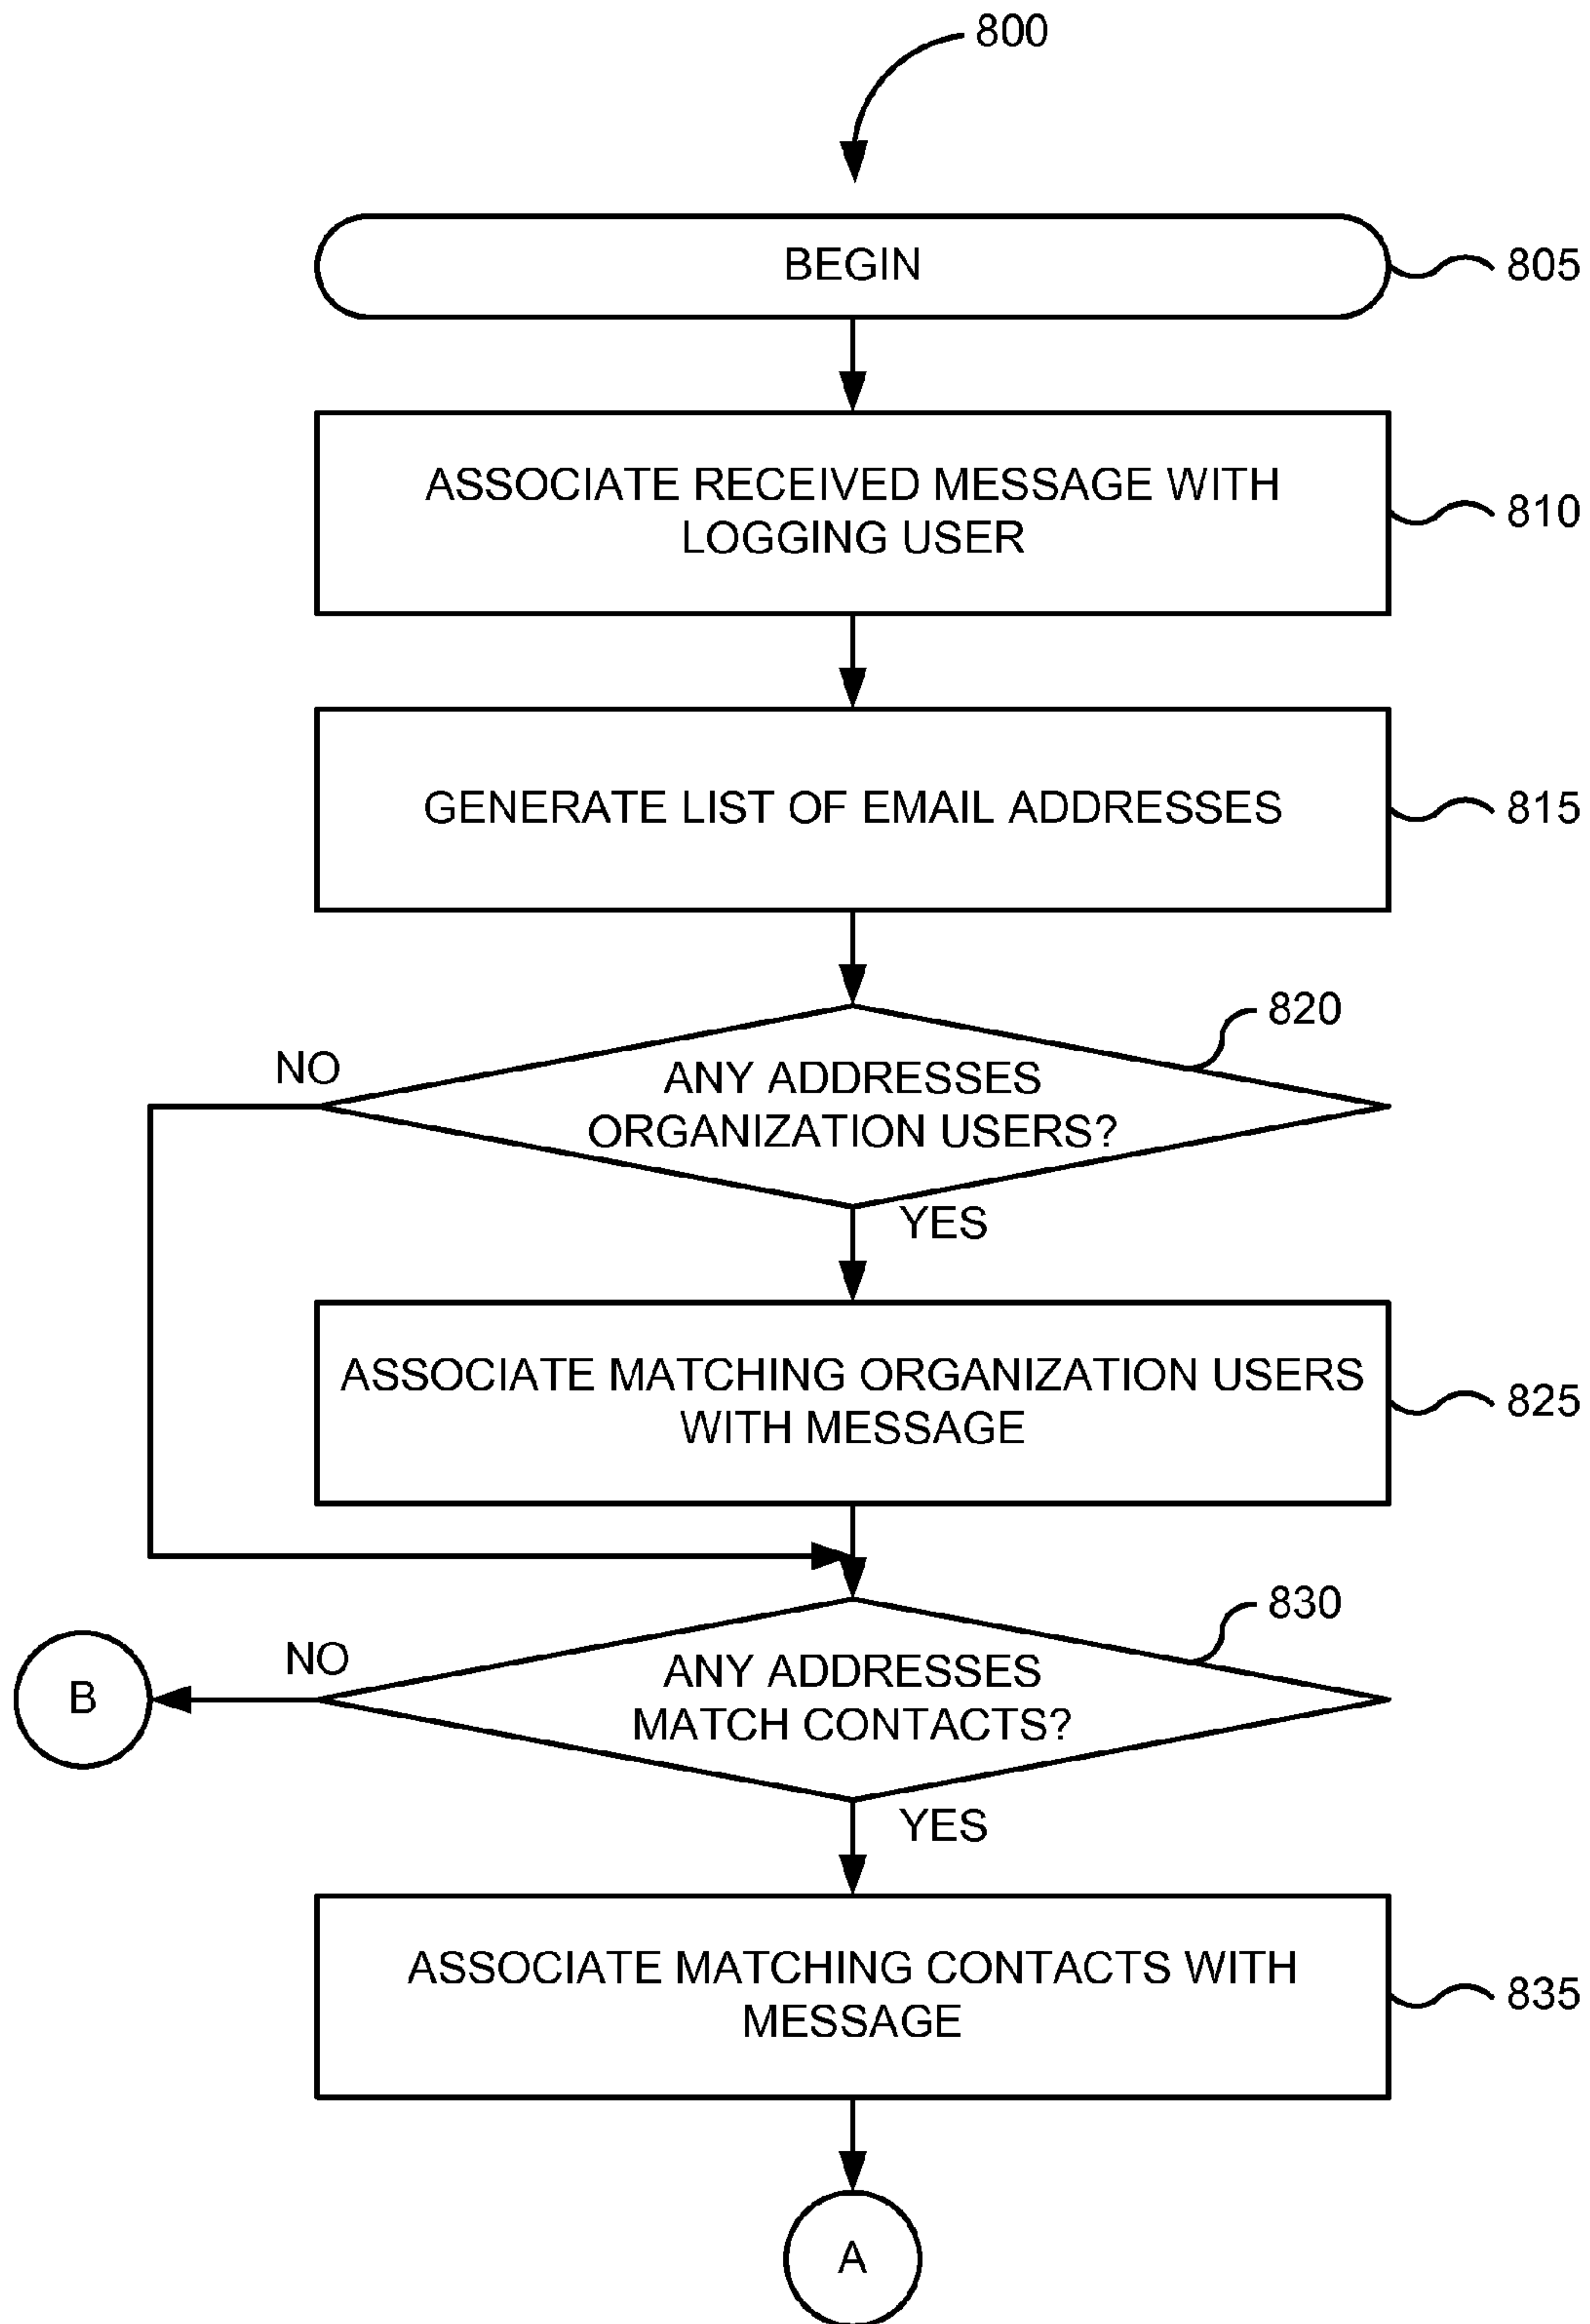 800
BEGIN
805
ASSOCIATE RECEIVED MESSAGE WITH
LOGGING USER
810
GENERATE LIST OF EMAIL ADDRESSES
815
820
NO
ANY ADDRESSES
ORGANIZATION USERS?
YES
ASSOCIATE MATCHING ORGANIZATION USERS
WITH MESSAGE
825
830
NO
ANY ADDRESSES
MATCH CONTACTS?
B
YES
ASSOCIATE MATCHING CONTACTS WITH
MESSAGE
835
A